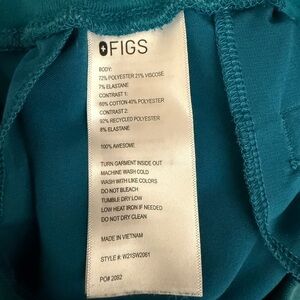 FIGS
BODY:
72% POLYESTER 21% VISCOSE
7% ELASTANE
CONTRAST 1:
60% COTTON 40% POLYESTER
CONTRAST 2:
92% RECYCLED POLYESTER
8% ELASTANE
100% AWESOME
TURN GARMENT INSIDE OUT
MACHINE WASH COLD
WASH WITH LIKE COLORS
DO NOT BLEACH
TUMBLE DRY LOW
LOW HEAT IRON IF NEEDED
DO NOT DRY CLEAN
MADE IN VIETNAM
STYLE #: W21SW2061
PO# 2092